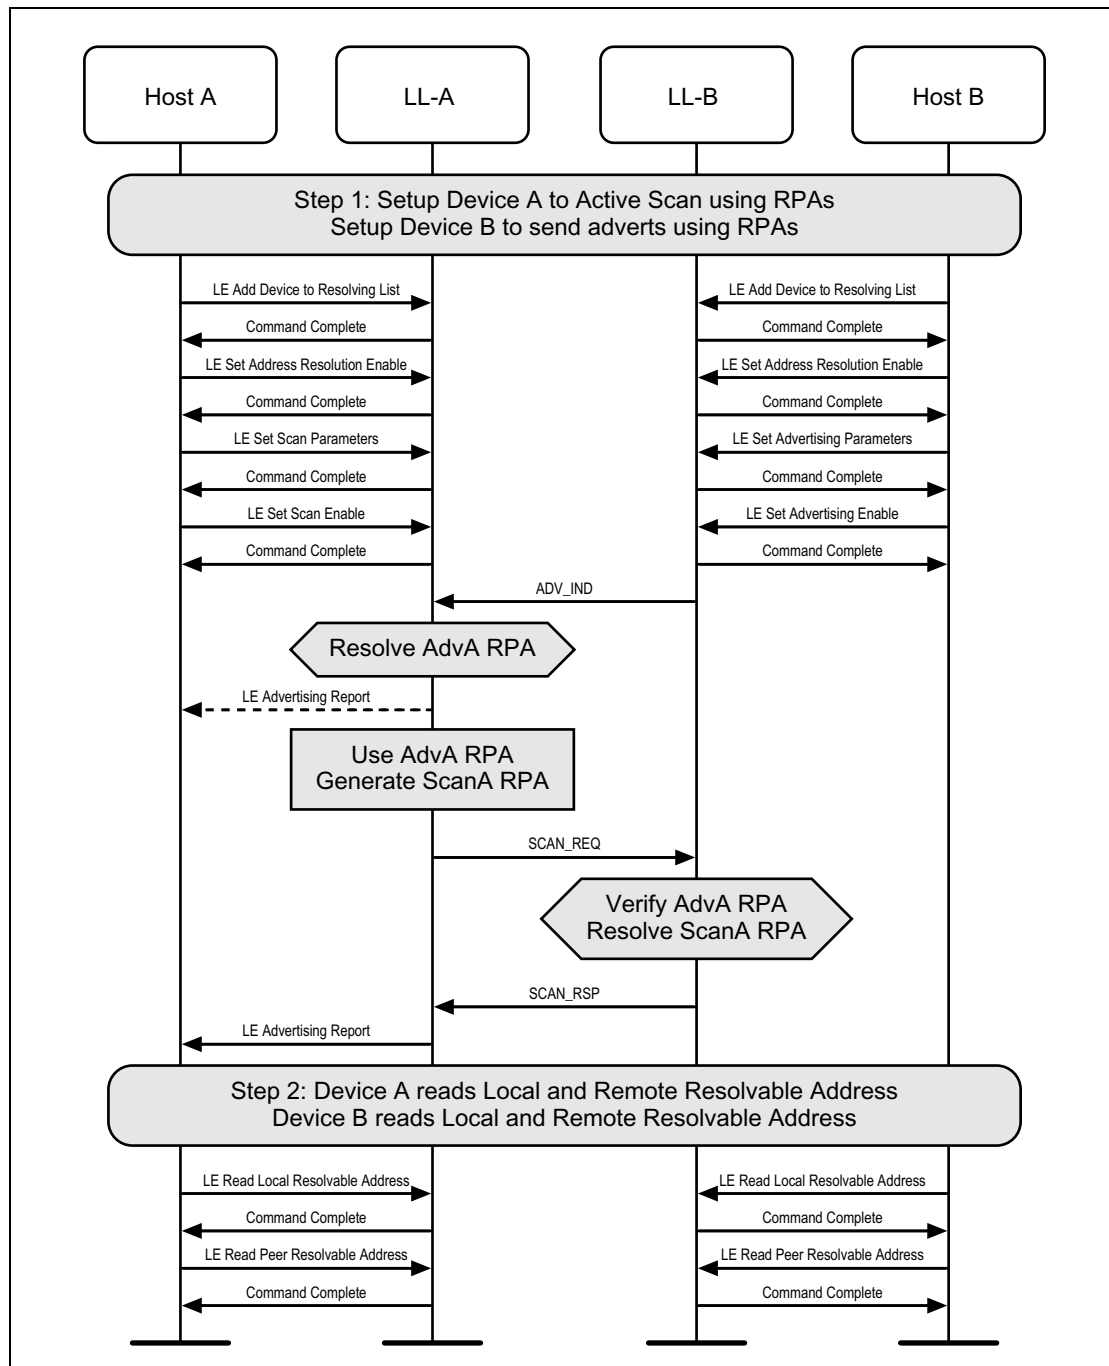 Host A
LL-A
LL-B
Host B
Step 1: Setup Device A to Active Scan using RPAs
Setup Device B to send adverts using RPAs
LE Add Device to Resolving List
LE Add Device to Resolving List
Command Complete
Command Complete
LE Set Address Resolution Enable
LE Set Address Resolution Enable
Command Complete
Command Complete
LE Set Scan Parameters
LE Set Advertising Parameters
Command Complete
Command Complete
LE Set Scan Enable
LE Set Advertising Enable
Command Complete
Command Complete
ADV_IND
Resolve AdvA RPA
LE Advertising Report
Use AdvA RPA
Generate ScanA RPA
SCAN_REQ
Verify AdvA RPA
Resolve ScanA RPA
SCAN_RSP
LE Advertising Report
Step 2: Device A reads Local and Remote Resolvable Address
Device B reads Local and Remote Resolvable Address
LE Read Local Resolvable Address
LE Read Local Resolvable Address
Command Complete
Command Complete
LE Read Peer Resolvable Address
LE Read Peer Resolvable Address
Command Complete
Command Complete